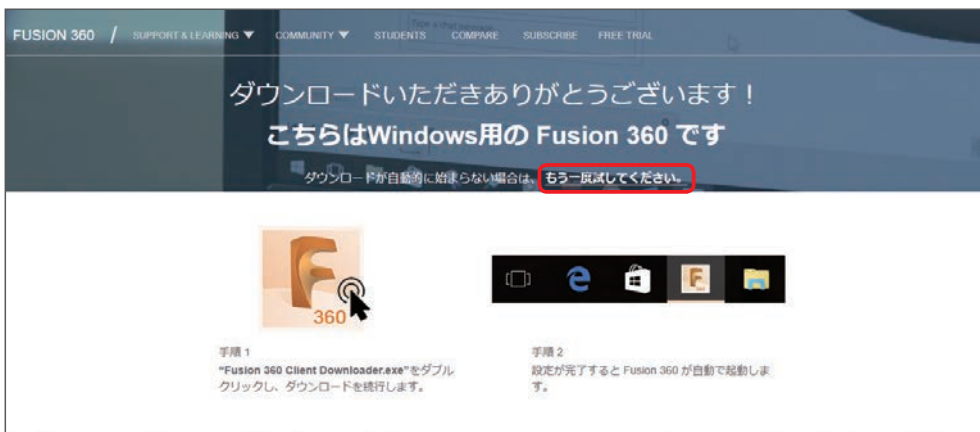 FUSION 360 / SUPPORT & LEARNING ▼ COMMUNITY ▼ STUDENTS COMPARE SUBSCRIBE FREE TRIAL
ダウンロードいただきありがとうございます！
こちらはWindows用の Fusion 360 です
ダウンロードが自動的に始まらない場合は、もう一度試してください。
360
手順 1
“Fusion 360 Client Downloader.exe”をダブル
クリックし、ダウンロードを続行します。
手順 2
設定が完了すると Fusion 360 が自動で起動しま
す。